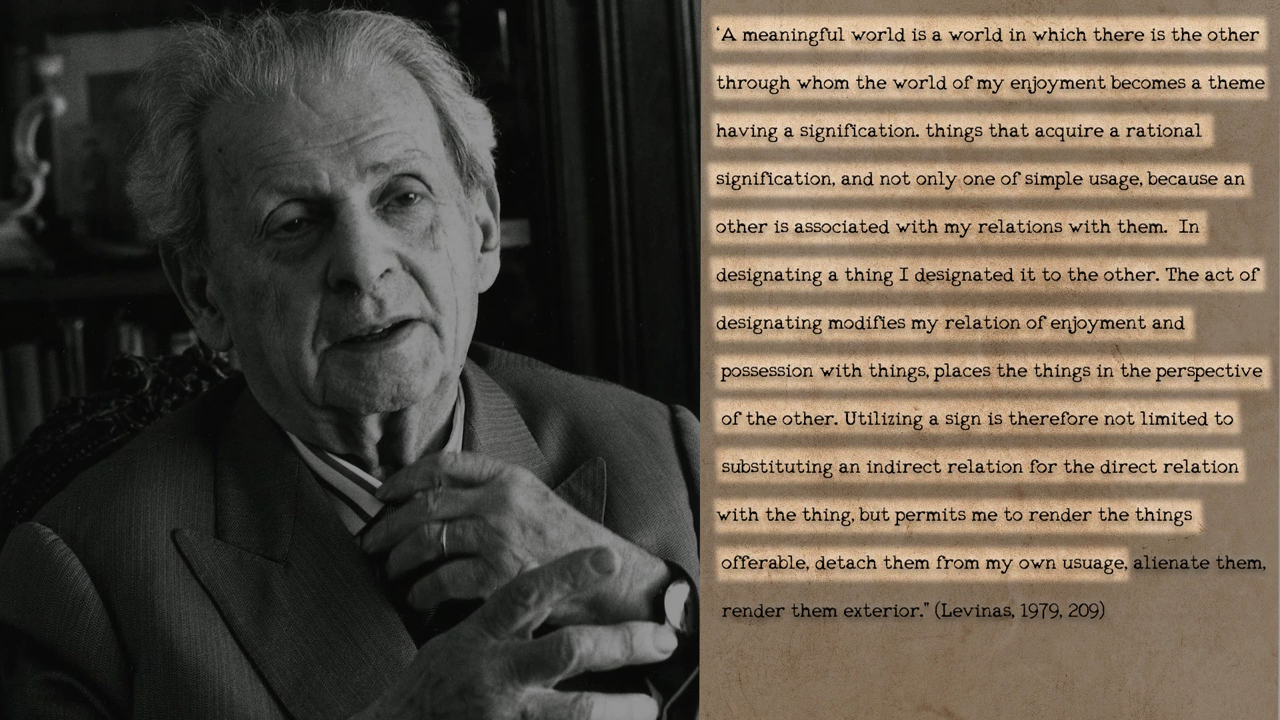 ‘A meaningful world is a world in which there is the other
through whom the world of my enjoyment becomes a theme
having a signification. things that acquire a rational
signification, and not only one of simple usage, because an
other is associated with my relations with them. In
designating a thing I designated it to the other. The act of
designating modifies my relation of enjoyment and
possession with things, places the things in the perspective
of the other. Utilizing a sign is therefore not limited to
substituting an indirect relation for the direct relation
with the thing, but permits me to render the things
offerable, detach them from my own usuage, alienate them,
render them exterior." (Levinas, 1979, 209)